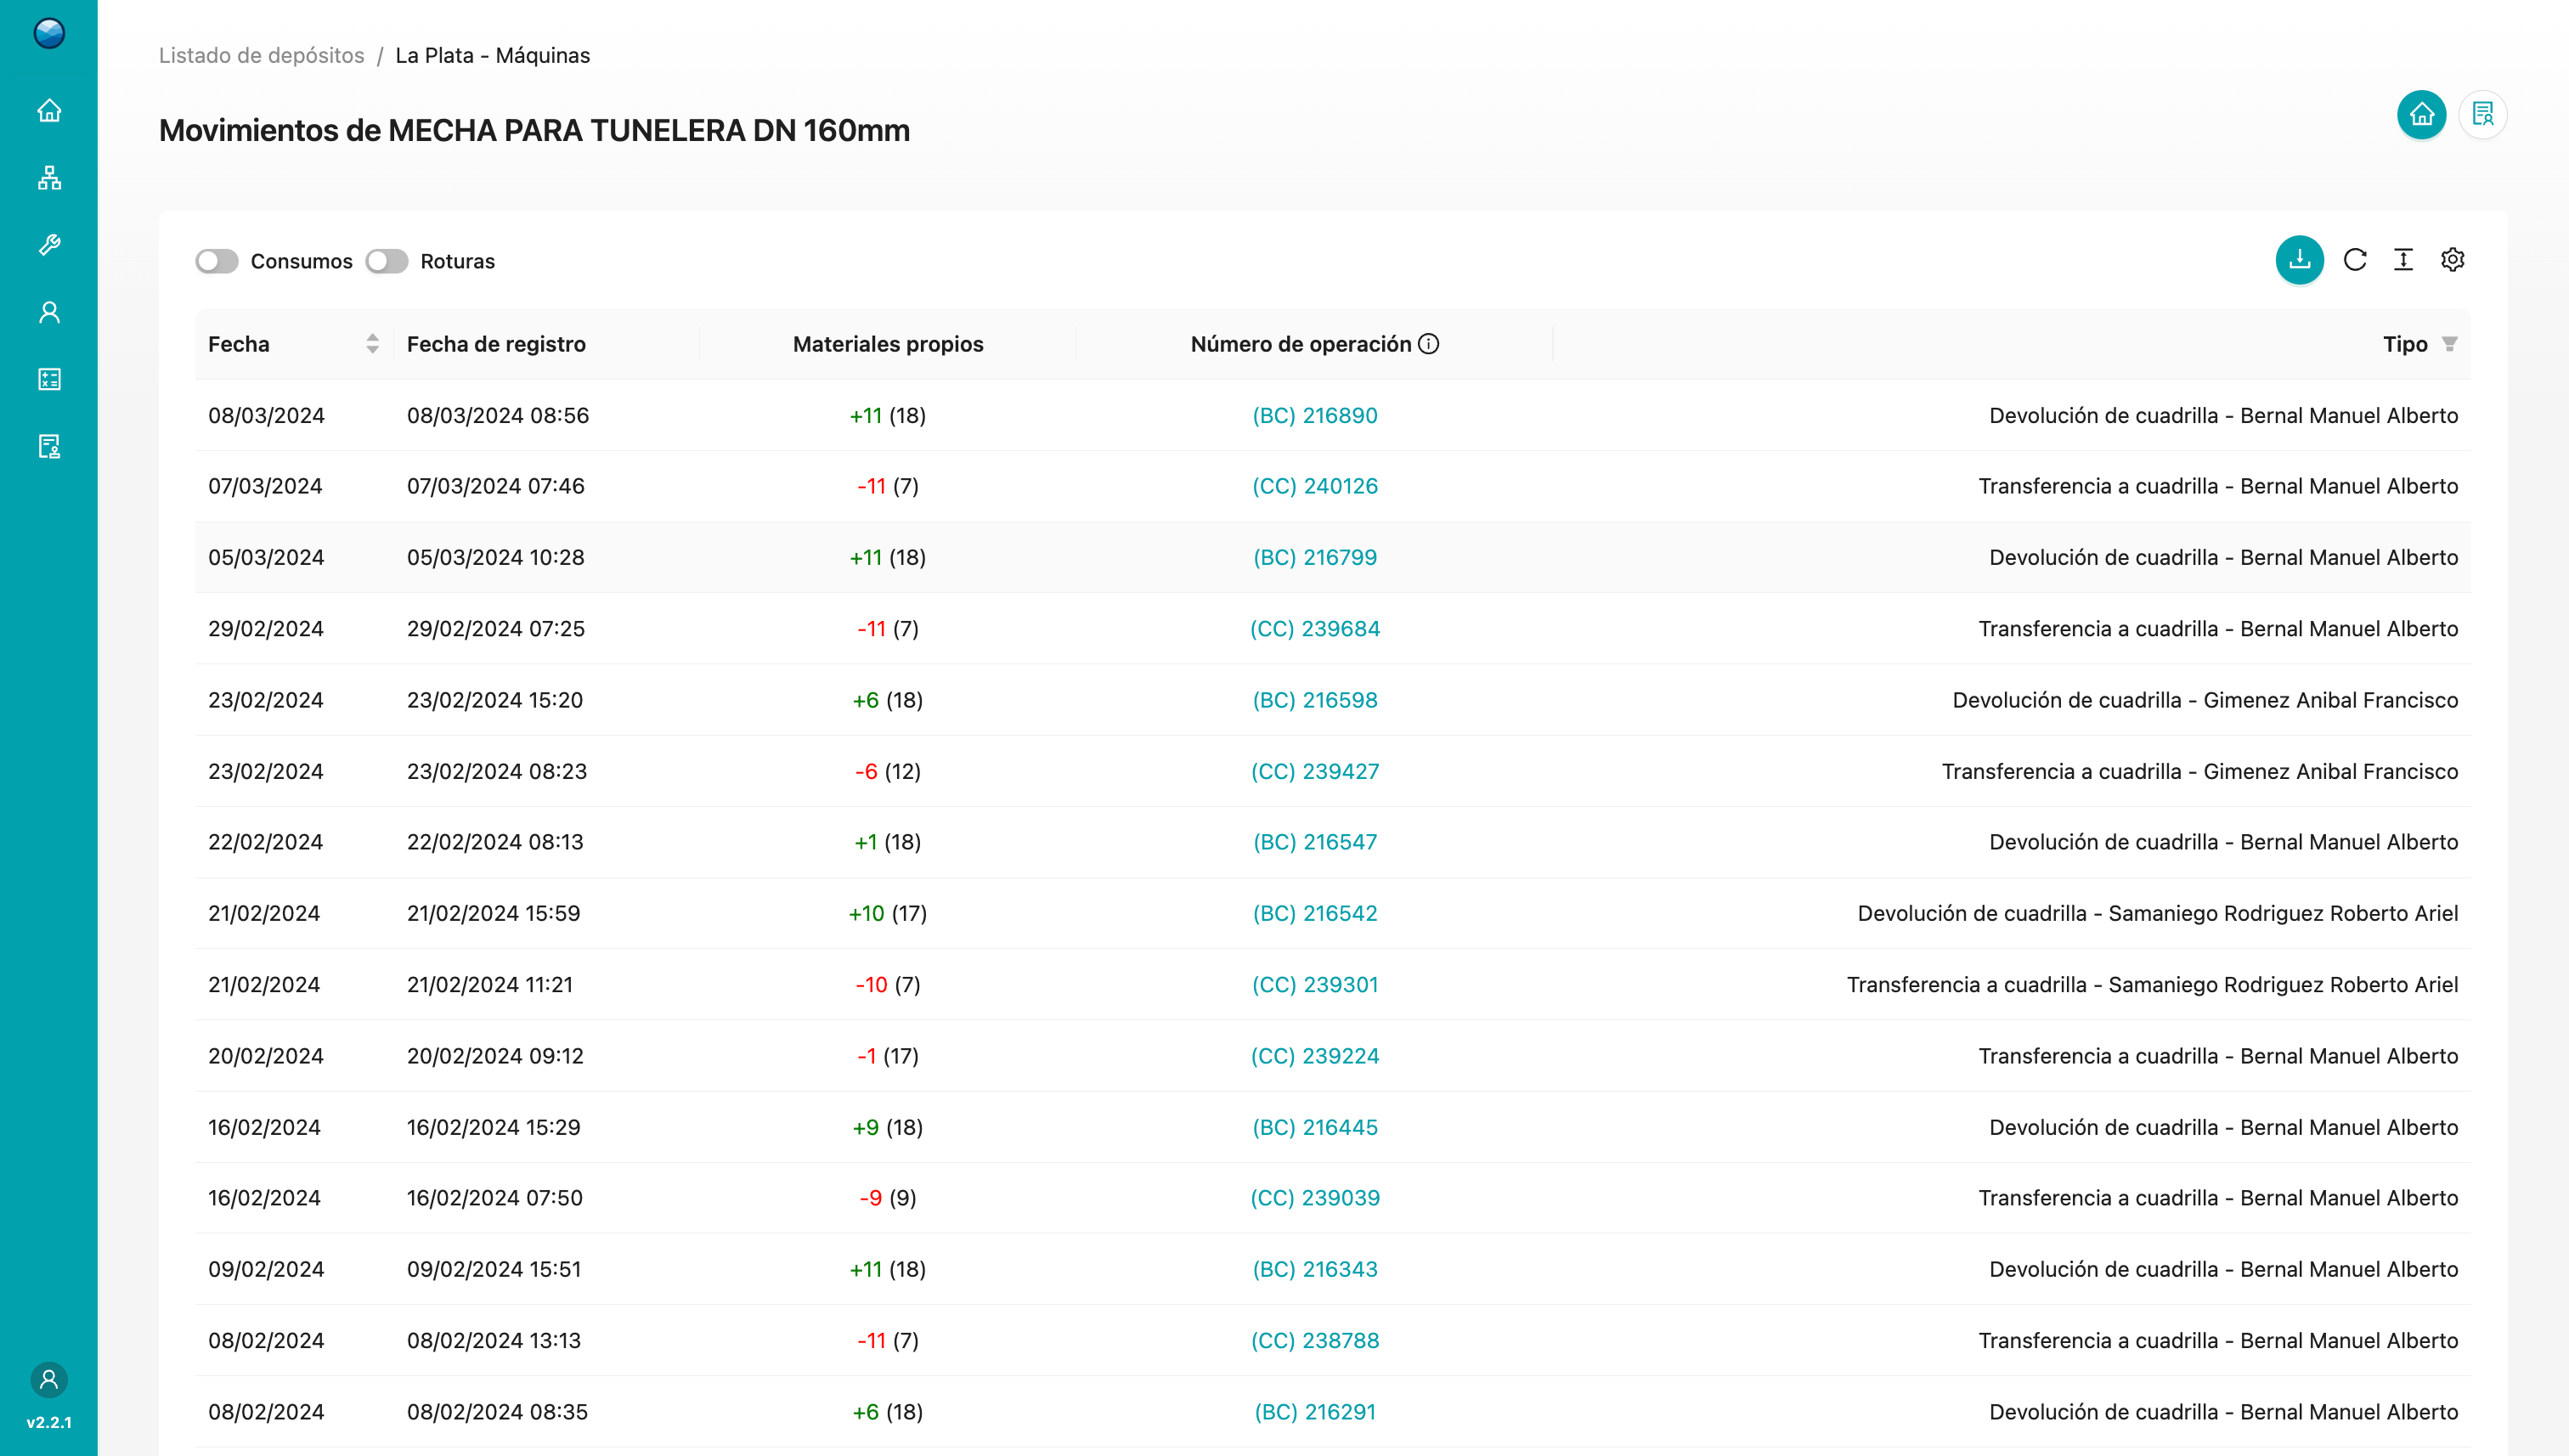 Listado de depósitos / La Plata - Máquinas
Movimientos de MECHA PARA TUNELERA DN 160mm
Consumos Roturas
Fecha Fecha de registro Materiales propios Número de operación Tipo
08/03/2024 08/03/2024 08:56 +11 (18) (BC) 216890 Devolución de cuadrilla - Bernal Manuel Alberto
07/03/2024 07/03/2024 07:46 -11 (7) (CC) 240126 Transferencia a cuadrilla - Bernal Manuel Alberto
05/03/2024 05/03/2024 10:28 +11 (18) (BC) 216799 Devolución de cuadrilla - Bernal Manuel Alberto
29/02/2024 29/02/2024 07:25 -11 (7) (CC) 239684 Transferencia a cuadrilla - Bernal Manuel Alberto
23/02/2024 23/02/2024 15:20 +6 (18) (BC) 216598 Devolución de cuadrilla - Gimenez Anibal Francisco
23/02/2024 23/02/2024 08:23 -6 (12) (CC) 239427 Transferencia a cuadrilla - Gimenez Anibal Francisco
22/02/2024 22/02/2024 08:13 +1 (18) (BC) 216547 Devolución de cuadrilla - Bernal Manuel Alberto
21/02/2024 21/02/2024 15:59 +10 (17) (BC) 216542 Devolución de cuadrilla - Samaniego Rodriguez Roberto Ariel
21/02/2024 21/02/2024 11:21 -10 (7) (CC) 239301 Transferencia a cuadrilla - Samaniego Rodriguez Roberto Ariel
20/02/2024 20/02/2024 09:12 -1 (17) (CC) 239224 Transferencia a cuadrilla - Bernal Manuel Alberto
16/02/2024 16/02/2024 15:29 +9 (18) (BC) 216445 Devolución de cuadrilla - Bernal Manuel Alberto
16/02/2024 16/02/2024 07:50 -9 (9) (CC) 239039 Transferencia a cuadrilla - Bernal Manuel Alberto
09/02/2024 09/02/2024 15:51 +11 (18) (BC) 216343 Devolución de cuadrilla - Bernal Manuel Alberto
08/02/2024 08/02/2024 13:13 -11 (7) (CC) 238788 Transferencia a cuadrilla - Bernal Manuel Alberto
08/02/2024 08/02/2024 08:35 +6 (18) (BC) 216291 Devolución de cuadrilla - Bernal Manuel Alberto
v2.2.1